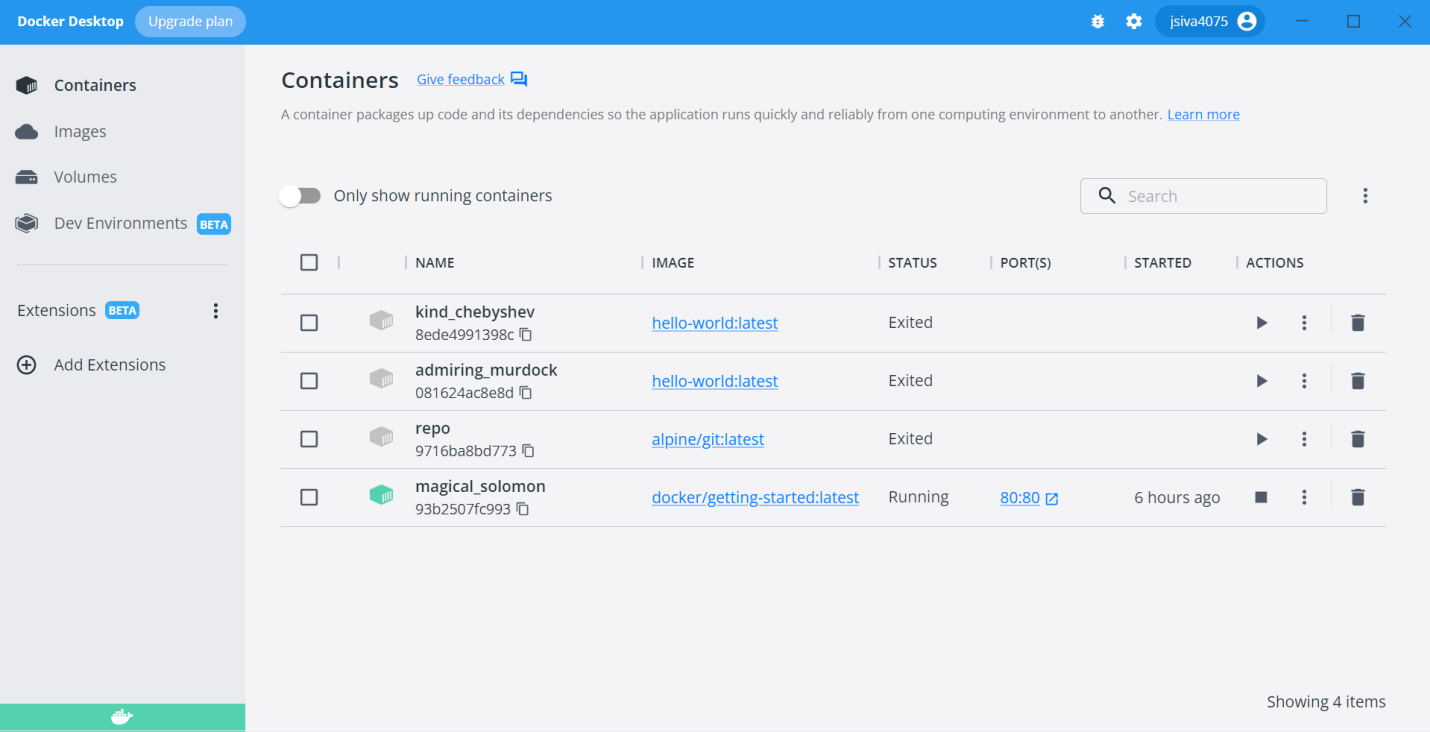 Docker Desktop Upgrade plan jsiva4075
Containers
Images
Volumes
Dev Environments BETA
Extensions BETA
Add Extensions
Containers Give feedback
A container packages up code and its dependencies so the application runs quickly and reliably from one computing environment to another. Learn more
Only show running containers Search
NAME IMAGE STATUS PORT(S) STARTED ACTIONS
kind_chebyshev
8ede4991398c hello-world:latest Exited
admiring_murdock
081624ac8e8d hello-world:latest Exited
repo
9716ba8bd773 alpine/git:latest Exited
magical_solomon
93b2507fc993 docker/getting-started:latest Running 80:80 6 hours ago
Showing 4 items